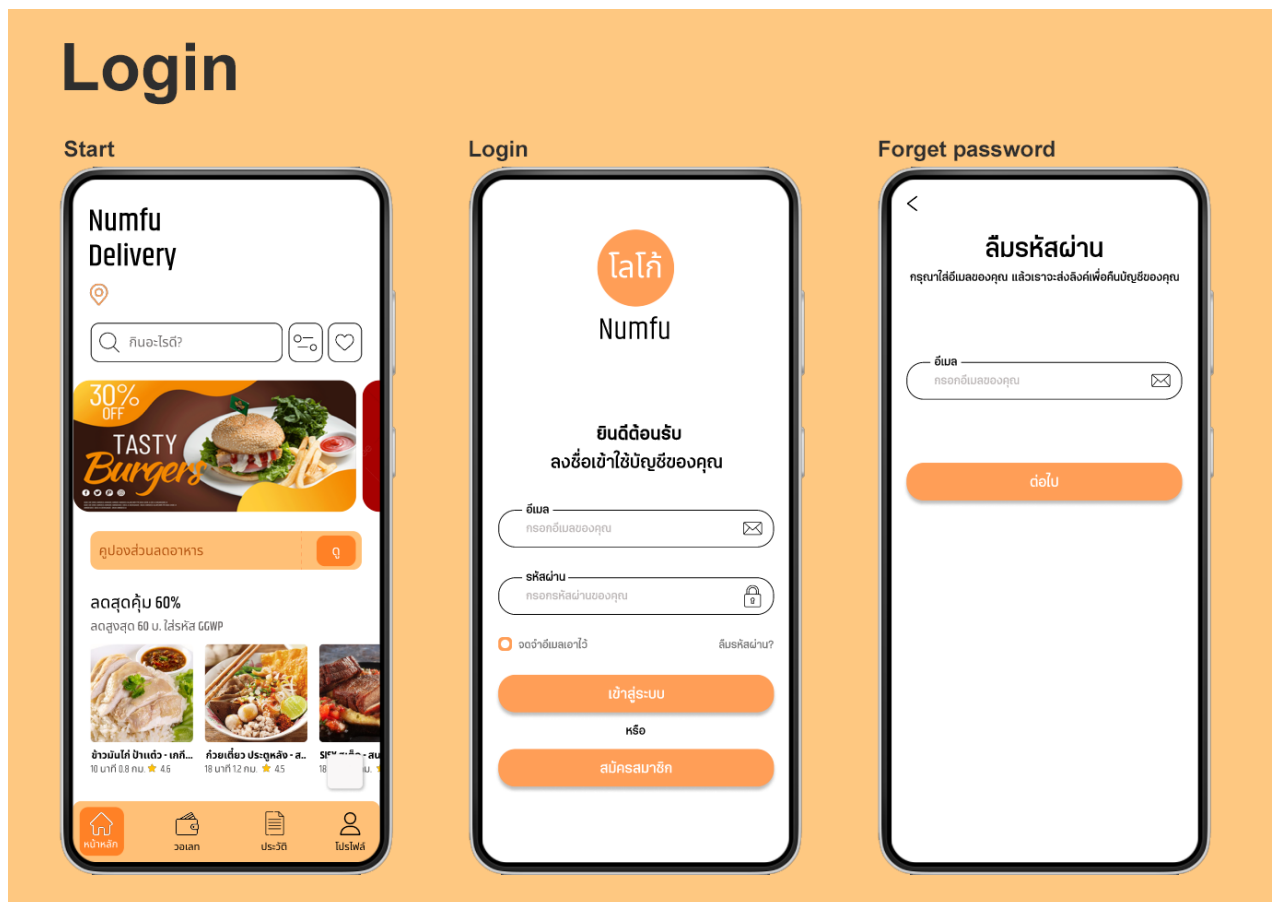 Login
Start
Numfu
Delivery
กินอะไรดี?
30%
OFF
TASTY
Burgers
คูปองส่วนลดอาหาร
ดู
ลดสุดคุ้ม 60%
ลดสูงสุด 60 บ. ใส่รหัส GGWP
ข้าวมันไก่ ป้าแต๋ว - เกกี...
10 นาที 0.8 กม. 4.6
ก๋วยเตี๋ยว ประตูหลัง - ส...
18 นาที 1.2 กม. 4.5
หน้าหลัก
วอเลท
ประวัติ
โปรไฟล์
Login
โลโก้
Numfu
ยินดีต้อนรับ
ลงชื่อเข้าใช้บัญชีของคุณ
อีเมล
กรอกอีเมลของคุณ
รหัสผ่าน
กรอกรหัสผ่านของคุณ
จดจำอีเมลเอาไว้
ลืมรหัสผ่าน?
เข้าสู่ระบบ
หรือ
สมัครสมาชิก
Forget password
ลืมรหัสผ่าน
กรุณาใส่อีเมลของคุณ แล้วเราจะส่งลิงค์เพื่อคืนบัญชีของคุณ
อีเมล
กรอกอีเมลของคุณ
ต่อไป